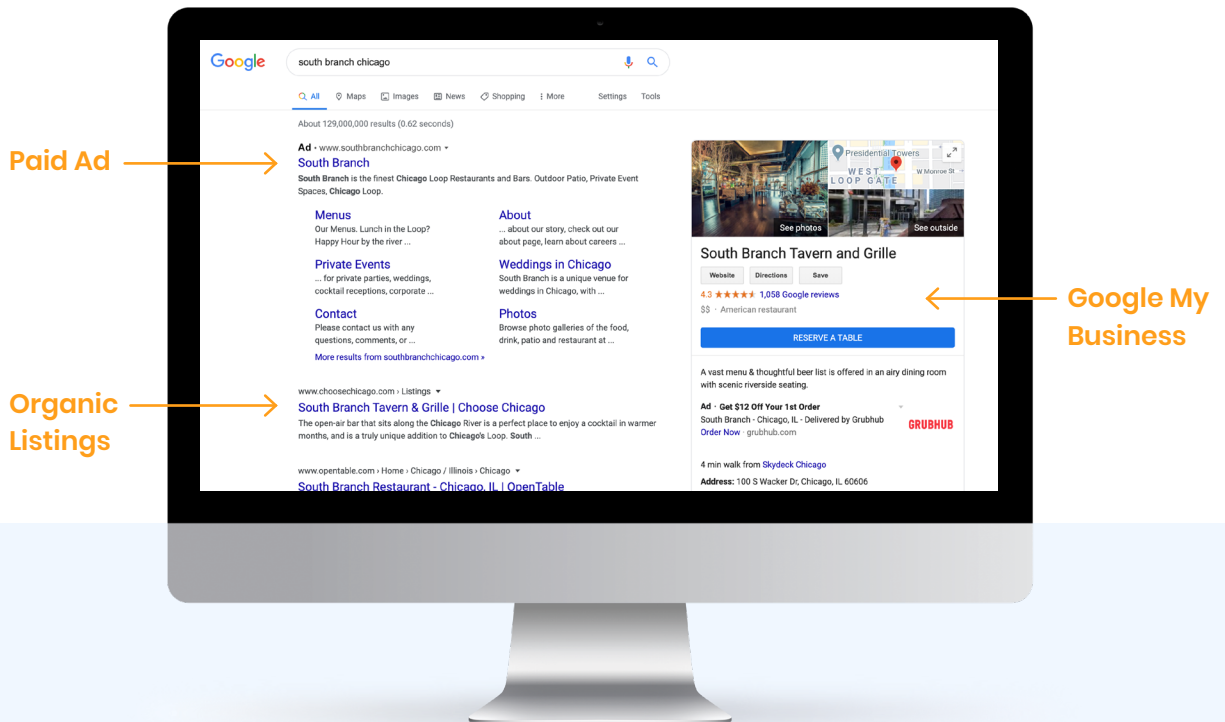 Google
south branch chicago
All Maps Images News Shopping More Settings Tools
About 129,000,000 results (0.62 seconds)
Paid Ad
Ad · www.southbranchchicago.com
South Branch
South Branch is the finest Chicago Loop Restaurants and Bars. Outdoor Patio, Private Event
Spaces, Chicago Loop.
Menus
Our Menus. Lunch in the Loop?
Happy Hour by the river ...
About
... about our story, check out our
about page, learn about careers ...
Private Events
... for private parties, weddings,
cocktail receptions, corporate ...
Weddings in Chicago
South Branch is a unique venue for
weddings in Chicago, with ...
Contact
Please contact us with any
questions, comments, or ...
Photos
Browse photo galleries of the food,
drink, patio and restaurant at ...
More results from southbranchchicago.com »
Organic
Listings
www.choosechicago.com › Listings
South Branch Tavern & Grille | Choose Chicago
The open-air bar that sits along the Chicago River is a perfect place to enjoy a cocktail in warmer
months, and is a truly unique addition to Chicago's Loop. South ...
www.opentable.com › Home › Chicago / Illinois › Chicago
South Branch Restaurant - Chicago, IL | OpenTable
Presidential Towers
WEST
LOOP GATE
W Monroe St
See photos
See outside
South Branch Tavern and Grille
Website Directions Save
4.3 1,058 Google reviews
$$ · American restaurant
RESERVE A TABLE
Google My
Business
A vast menu & thoughtful beer list is offered in an airy dining room
with scenic riverside seating.
Ad · Get $12 Off Your 1st Order
South Branch - Chicago, IL - Delivered by Grubhub
Order Now · grubhub.com
GRUBHUB
4 min walk from Skydeck Chicago
Address: 100 S Wacker Dr, Chicago, IL 60606